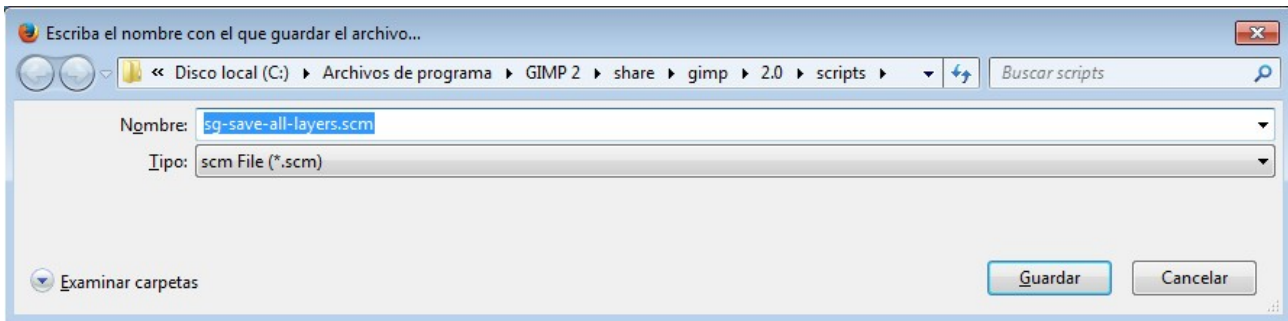 Escriba el nombre con el que guardar el archivo...
« Disco local (C:) ▸ Archivos de programa ▸ GIMP 2 ▸ share ▸ gimp ▸ 2.0 ▸ scripts ▸ Buscar scripts
Nombre: sg-save-all-layers.scm
Tipo: scm File (*.scm)
Examinar carpetas Guardar Cancelar